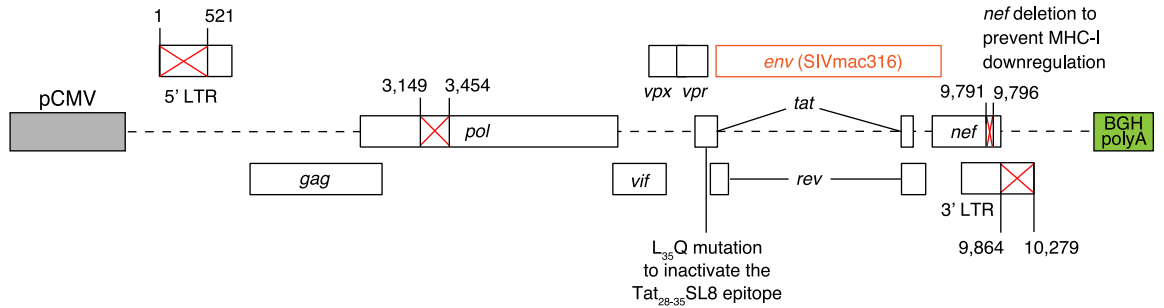 1 521
5’ LTR
pCMV
3,149 3,454
pol
gag
vif
vpx vpr
env (SIVmac316)
tat
rev
nef deletion to
prevent MHC-I
downregulation
9,791 9,796
nef
BGH
polyA
3’ LTR
9,864 10,279
L35Q mutation
to inactivate the
Tat28-35SL8 epitope